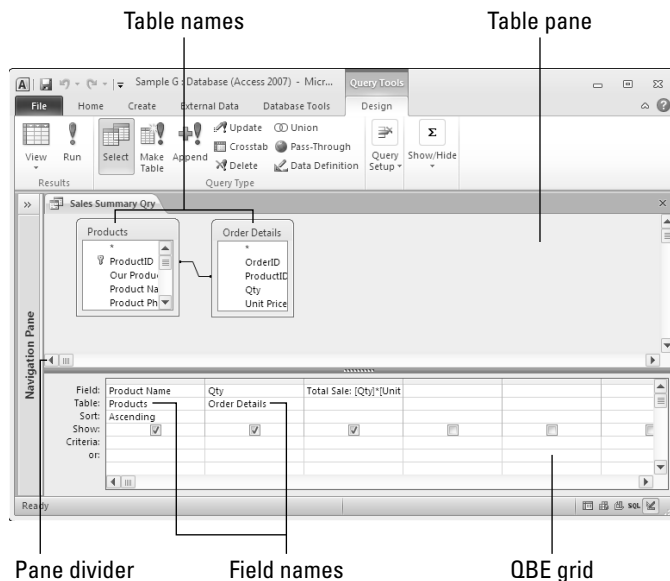 Table names Table pane
Sample G : Database (Access 2007) - Micr... Query Tools
File Home Create External Data Database Tools Design
View Run Select Make Table Append Update Crosstab Delete Union Pass-Through Data Definition Query Setup Show/Hide
Results Query Type
Sales Summary Qry
Products Order Details
* *
ProductID OrderID
Our Produ ProductID
Product Na Qty
Product Ph Unit Price
Navigation Pane
Field: Product Name Qty Total Sale: [Qty]*[Unit
Table: Products Order Details
Sort: Ascending
Show:
Criteria:
or:
Ready SQL
Pane divider Field names QBE grid